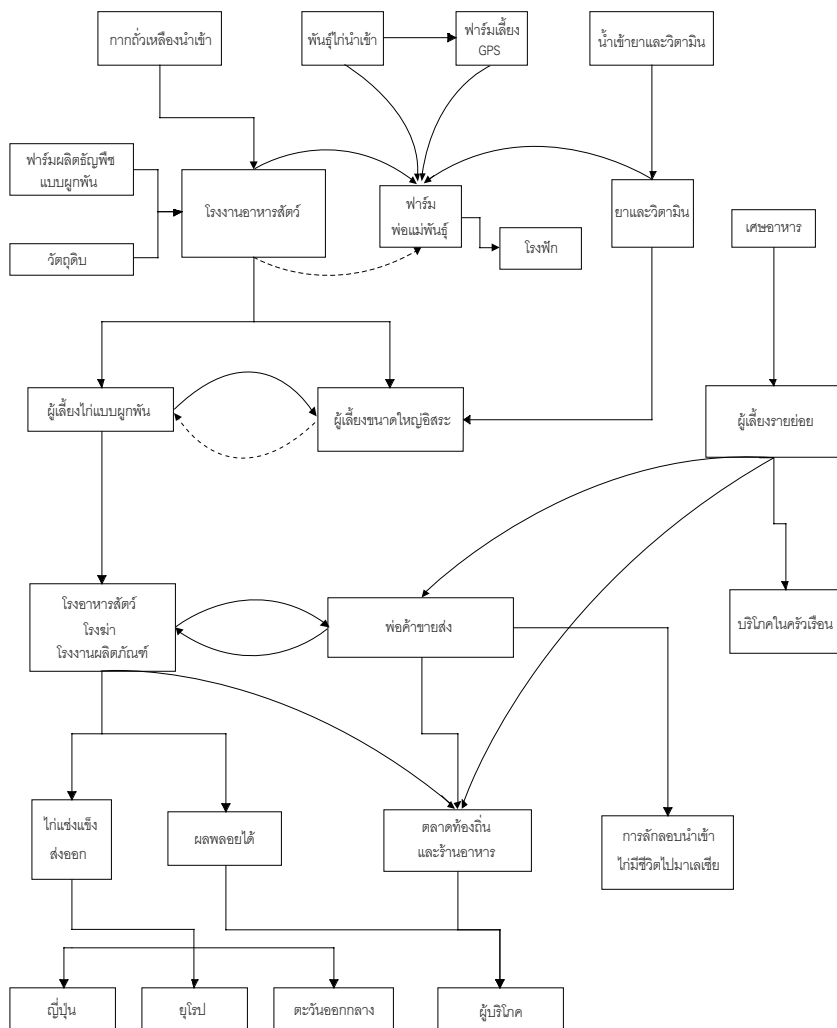 กากถั่วเหลืองนำเข้า
พันธุ์ไก่นำเข้า
ฟาร์มเลี้ยง
GPS
น้ำเข้ายาและวิตามิน
ฟาร์มผลิตธัญพืช
แบบผูกพัน
โรงงานอาหารสัตว์
ฟาร์ม
พ่อแม่พันธุ์
ยาและวิตามิน
เศษอาหาร
วัตถุดิบ
โรงฟัก
ผู้เลี้ยงไก่แบบผูกพัน
ผู้เลี้ยงขนาดใหญ่อิสระ
ผู้เลี้ยงรายย่อย
โรงอาหารสัตว์
โรงฆ่า
โรงงานผลิตภัณฑ์
พ่อค้าขายส่ง
บริโภคในครัวเรือน
ไก่แช่งแข็ง
ส่งออก
ผลพลอยได้
ตลาดท้องถิ่น
และร้านอาหาร
การลักลอบนำเข้า
ไก่มีชีวิตไปมาเลเซีย
ญี่ปุ่น
ยุโรป
ตะวันออกกลาง
ผู้บริโภค